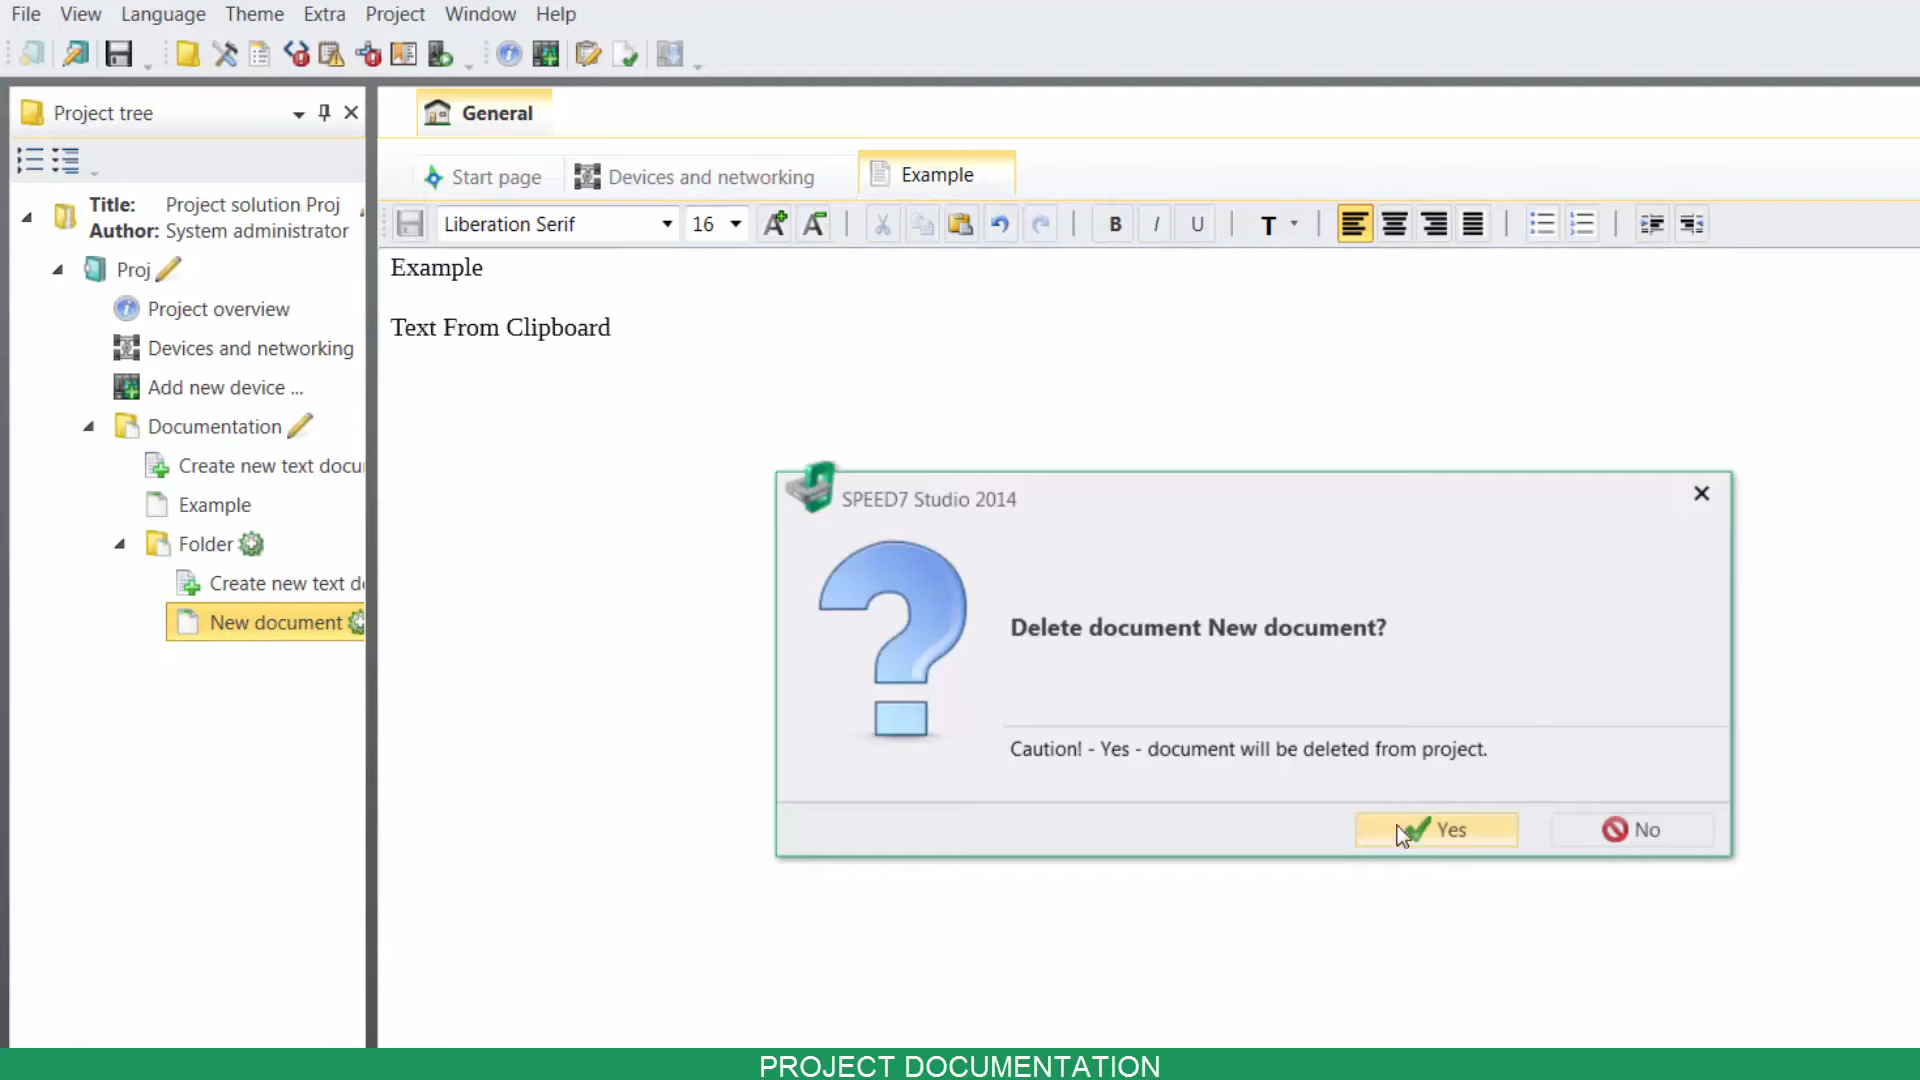 File View Language Theme Extra Project Window Help
Project tree
General
Start page Devices and networking Example
Liberation Serif 16 A A B I U T
Title: Project solution Proj
Author: System administrator
Proj
Project overview
Devices and networking
Add new device ...
Documentation
Create new text docu
Example
Folder
Create new text d
New document
Example
Text From Clipboard
SPEED7 Studio 2014
Delete document New document?
Caution! - Yes - document will be deleted from project.
Yes No
PROJECT DOCUMENTATION